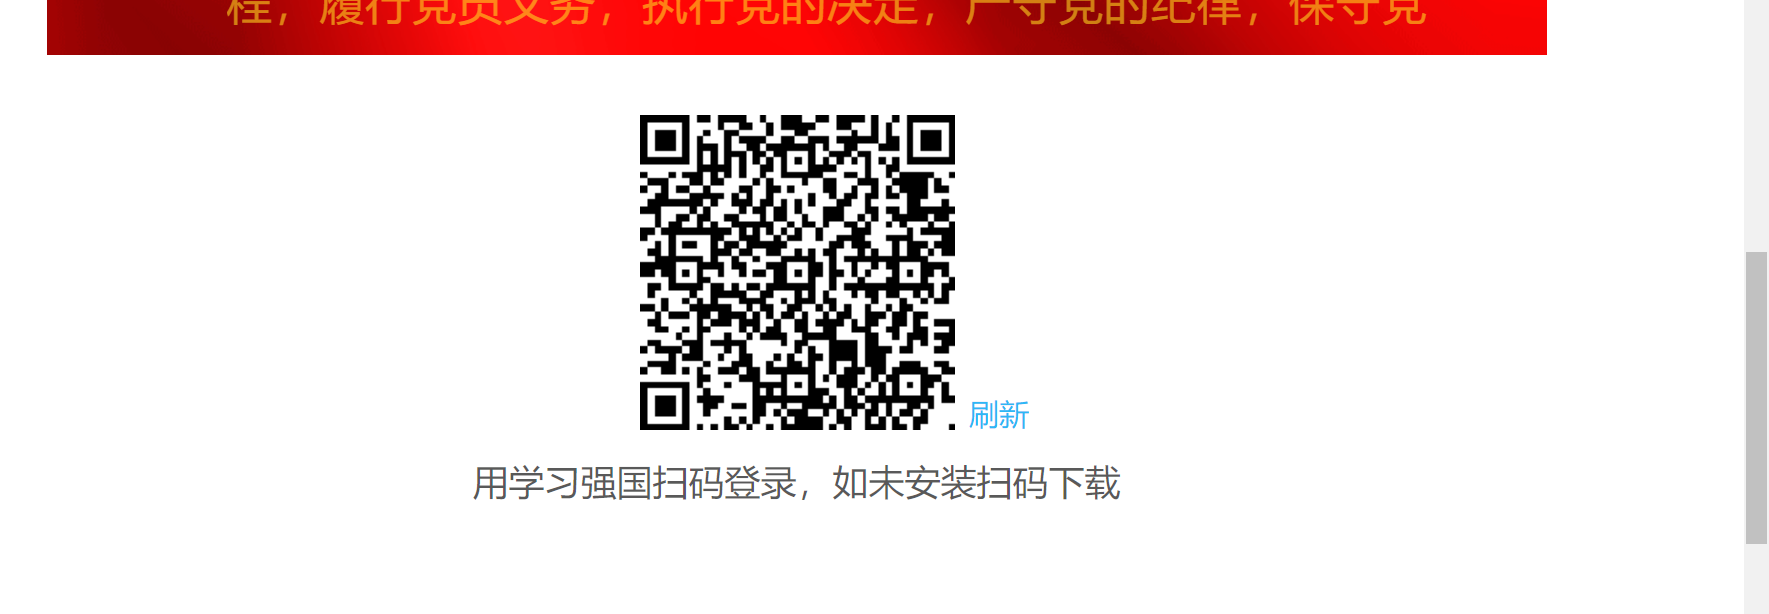 程，履行党员义务，执行党的决定，严守党的纪律，保守党
刷新
用学习强国扫码登录，如未安装扫码下载